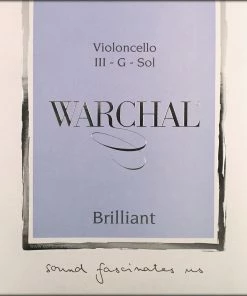 Violoncello
III - G - Sol
WARCHAL
Brilliant
sound fascinates us